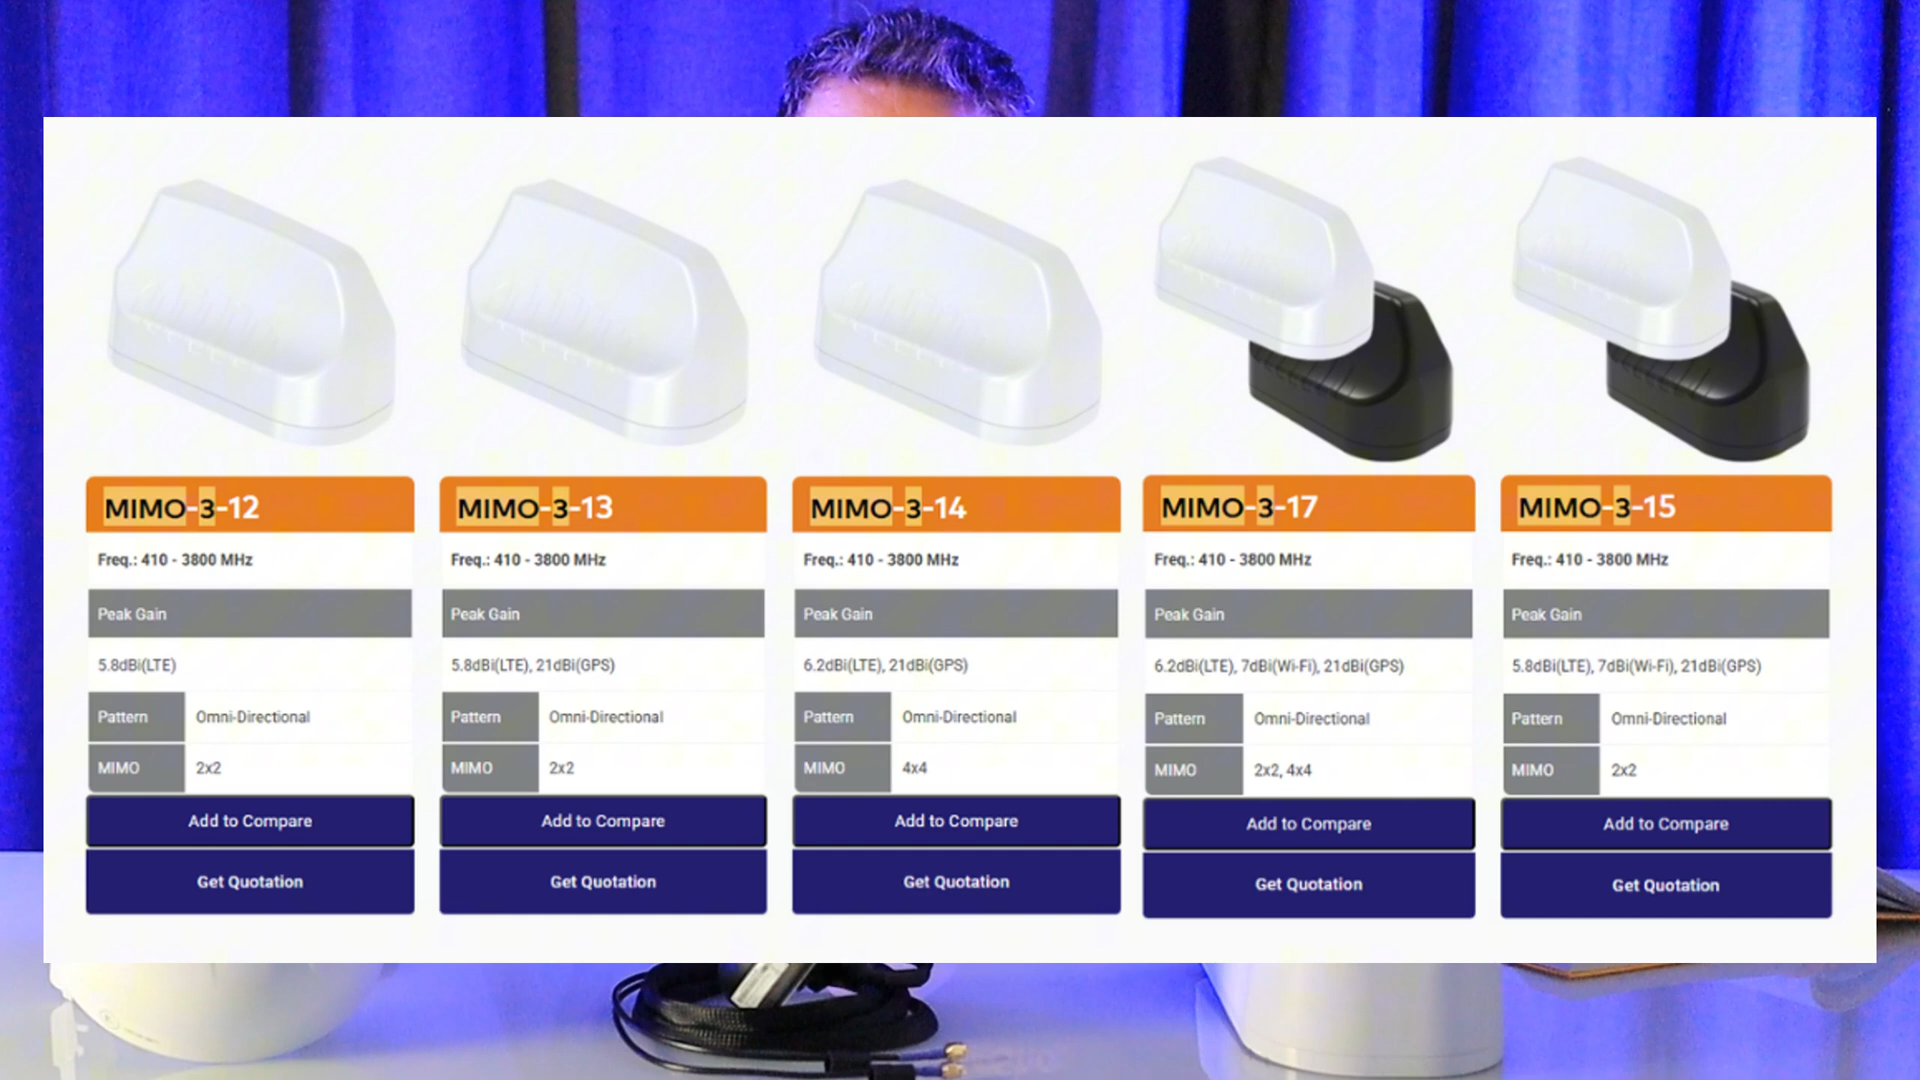 MIMO-3-12
Freq.: 410 - 3800 MHz
Peak Gain
5.8dBi(LTE)
Pattern Omni-Directional
MIMO 2x2
Add to Compare
Get Quotation
MIMO-3-13
Freq.: 410 - 3800 MHz
Peak Gain
5.8dBi(LTE), 21dBi(GPS)
Pattern Omni-Directional
MIMO 2x2
Add to Compare
Get Quotation
MIMO-3-14
Freq.: 410 - 3800 MHz
Peak Gain
6.2dBi(LTE), 21dBi(GPS)
Pattern Omni-Directional
MIMO 4x4
Add to Compare
Get Quotation
MIMO-3-17
Freq.: 410 - 3800 MHz
Peak Gain
6.2dBi(LTE), 7dBi(Wi-Fi), 21dBi(GPS)
Pattern Omni-Directional
MIMO 2x2, 4x4
Add to Compare
Get Quotation
MIMO-3-15
Freq.: 410 - 3800 MHz
Peak Gain
5.8dBi(LTE), 7dBi(Wi-Fi), 21dBi(GPS)
Pattern Omni-Directional
MIMO 2x2
Add to Compare
Get Quotation